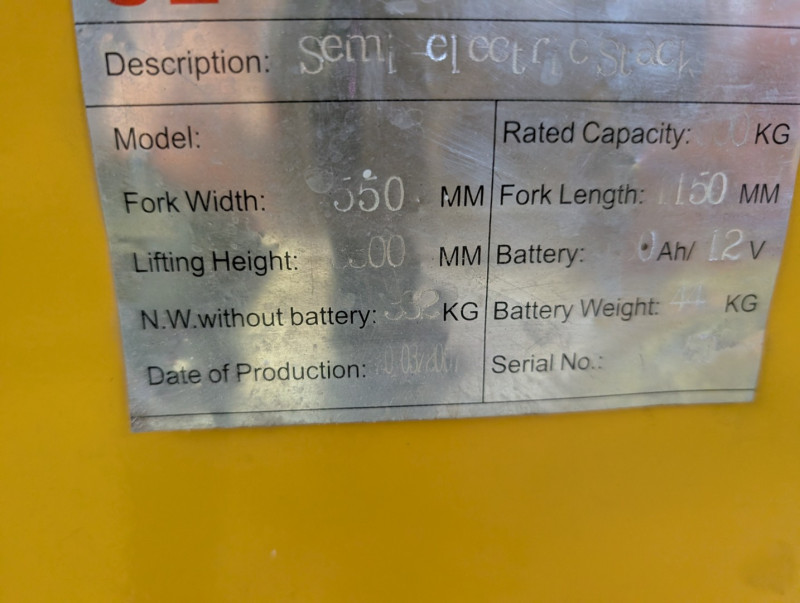 Description: Semi-electric Stack
Model: Rated Capacity: KG
Fork Width: 550 MM Fork Length: 1150 MM
Lifting Height: MM Battery: Ah/ 12 V
N.W.without battery: KG Battery Weight: KG
Date of Production: Serial No.: